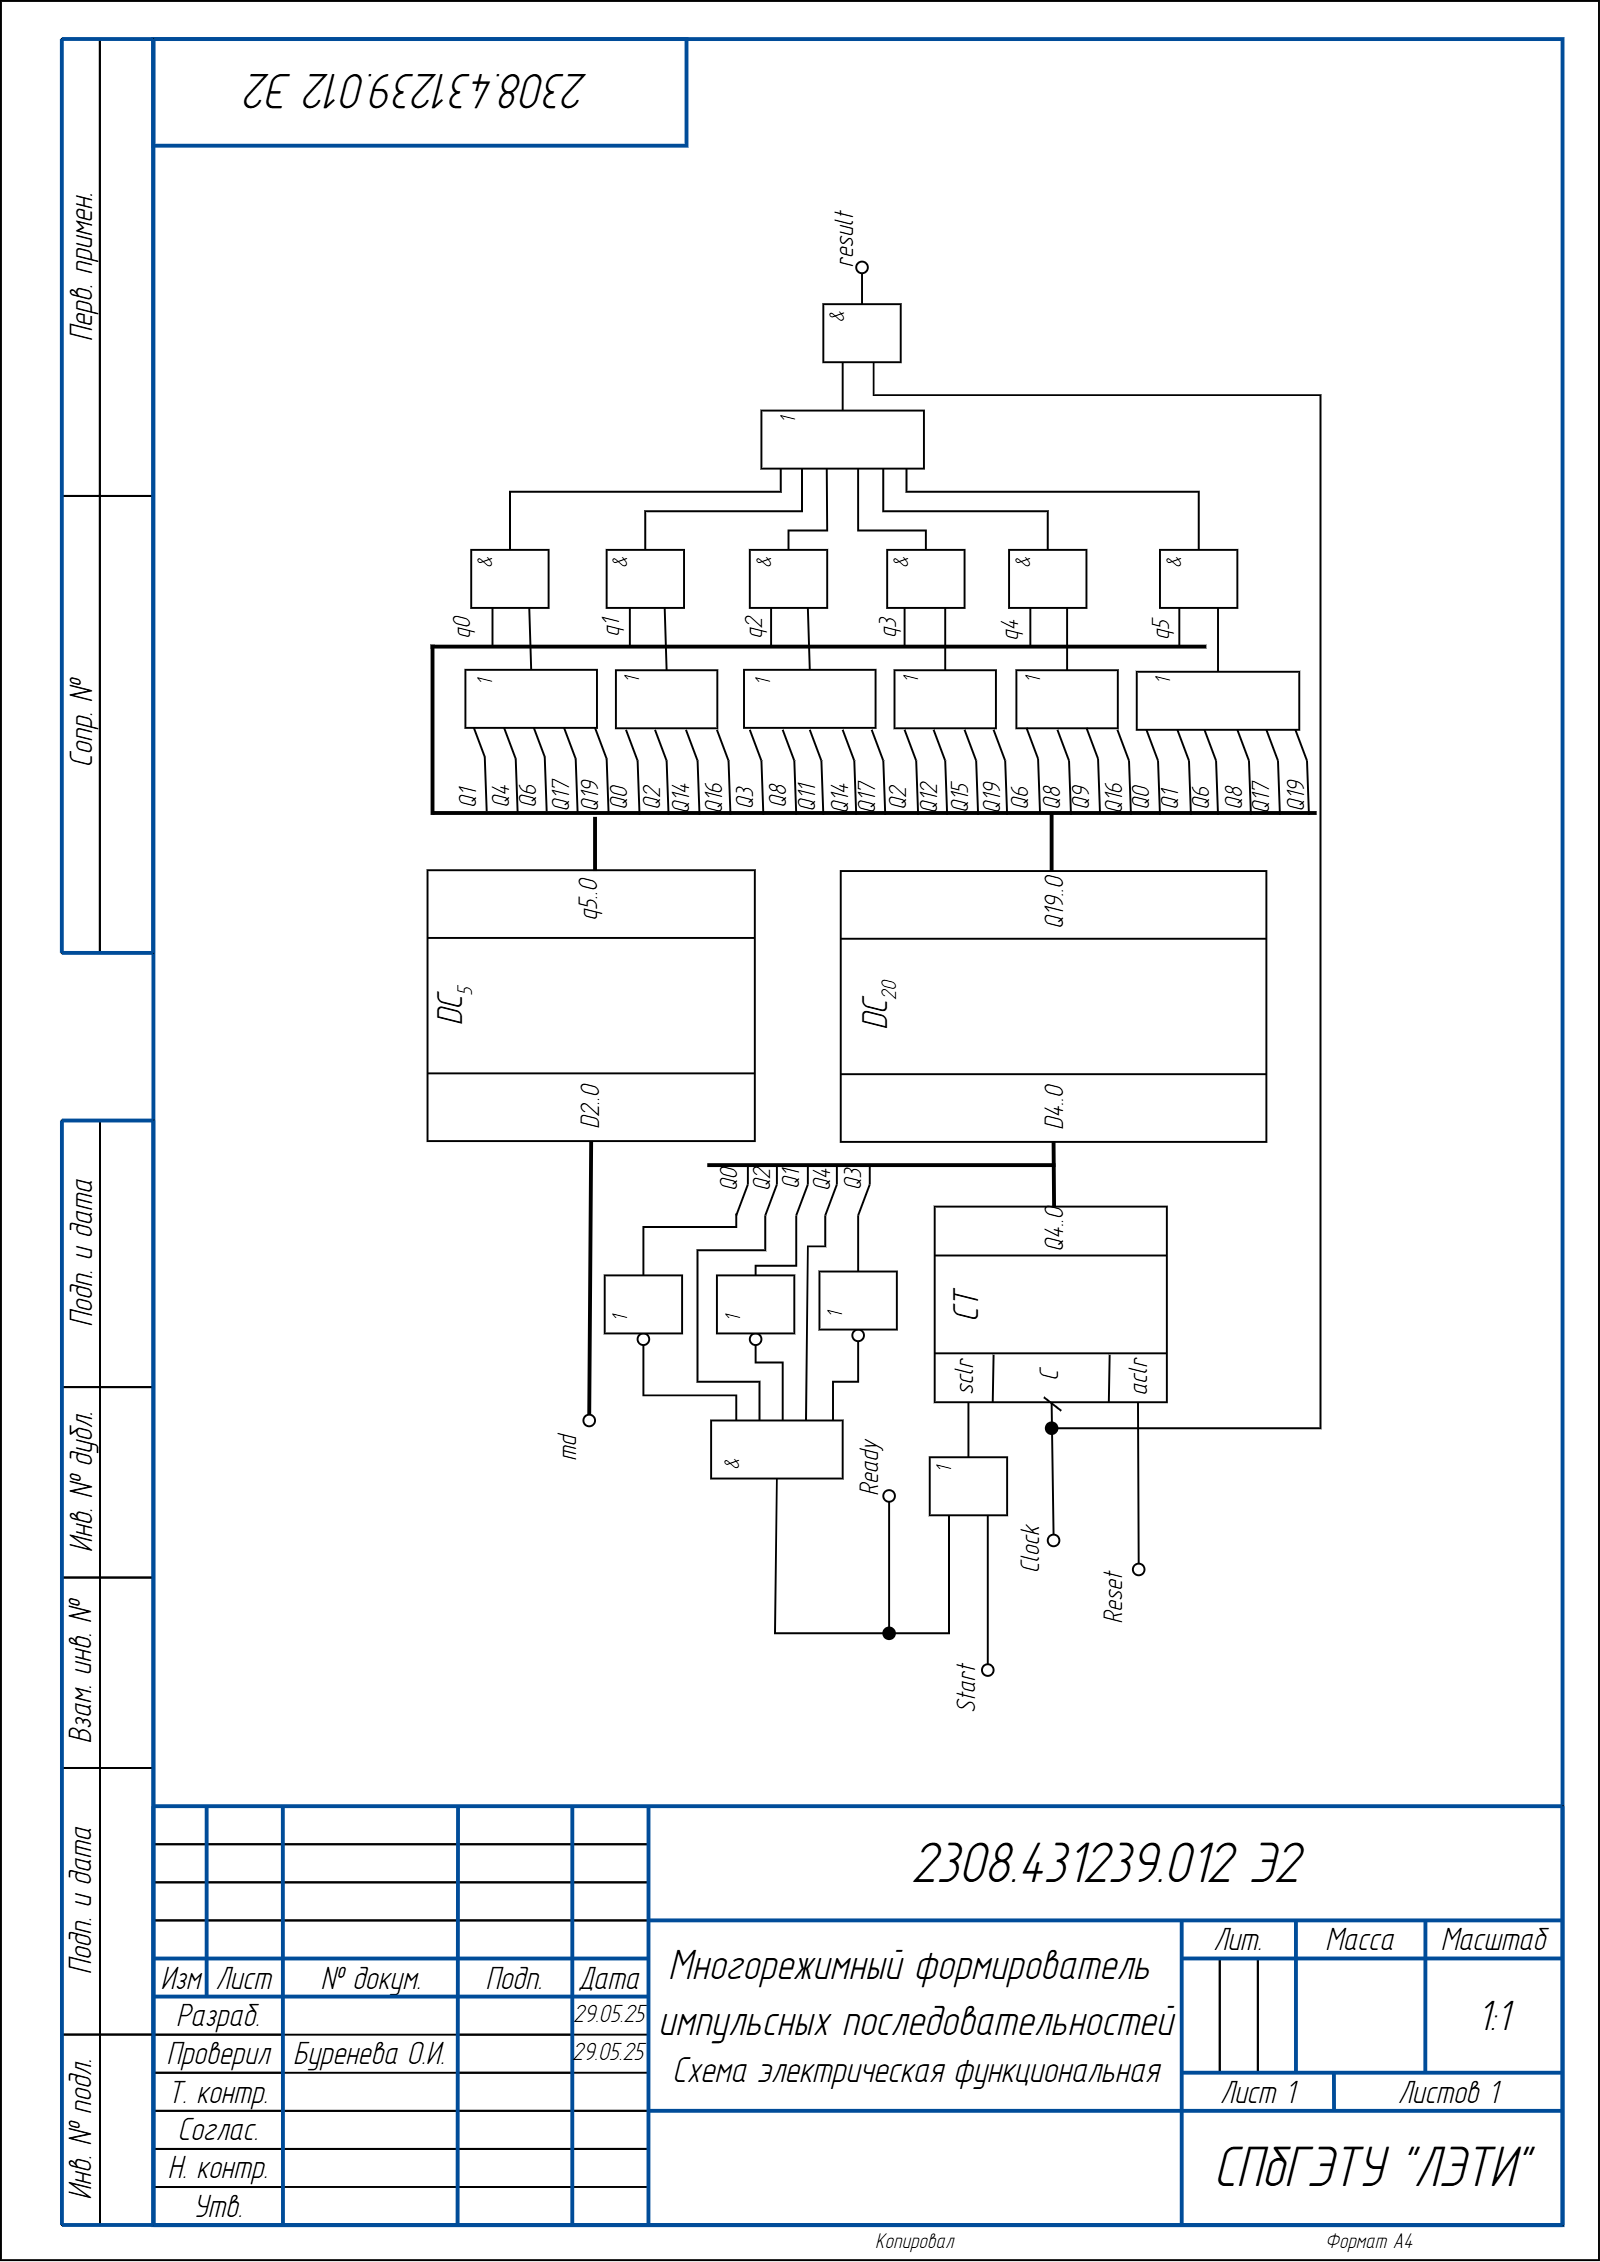 2308.431239.012 Э2
Перв. примен.
Сопр. №
Подп. и дата
Инв. № дубл.
Взам. инв. №
Подп. и дата
Инв. № подл.
result
&
1
& & & & & &
q0 q1 q2 q3 q4 q5
1 1 1 1 1 1
Q1 Q4 Q6 Q17 Q19 Q0 Q2 Q14 Q16 Q3 Q8 Q11 Q14 Q17 Q2 Q12 Q15 Q19 Q6 Q8 Q9 Q16 Q0 Q1 Q6 Q8 Q17 Q19
q5..0 Q19..0
DC5 DC20
D2..0 D4..0
Q0 Q2 Q1 Q4 Q3
Q4..0
1 1 1 CT
sclr C aclr
md
&
Ready
1
Clock
Reset
Start
2308.431239.012 Э2
Многорежимный формирователь
импульсных последовательностей
Схема электрическая функциональная
Лит. Масса Масштаб
1:1
Лист 1 Листов 1
СПбГЭТУ "ЛЭТИ"
Изм Лист № докум. Подп. Дата
Разраб. 29.05.25
Проверил Буренева О.И. 29.05.25
Т. контр.
Соглас.
Н. контр.
Утв.
Копировал Формат А4